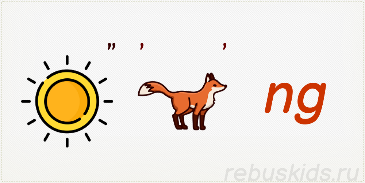 ,, , ,
ng
rebuskids.ru